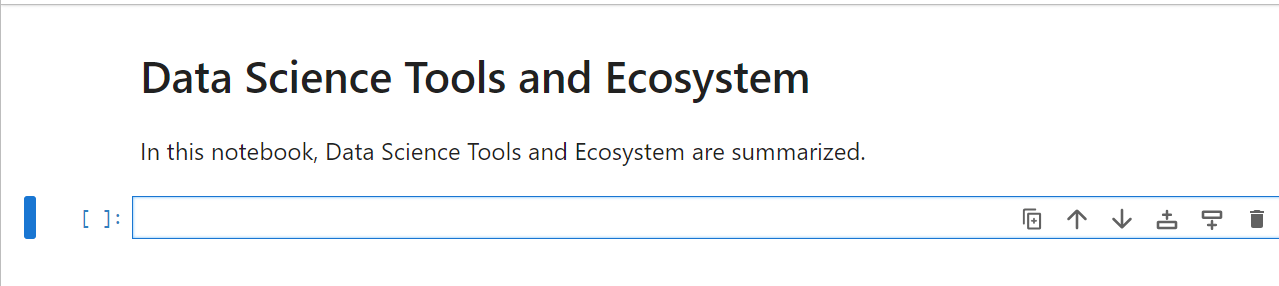 Data Science Tools and Ecosystem
In this notebook, Data Science Tools and Ecosystem are summarized.
[ ]: